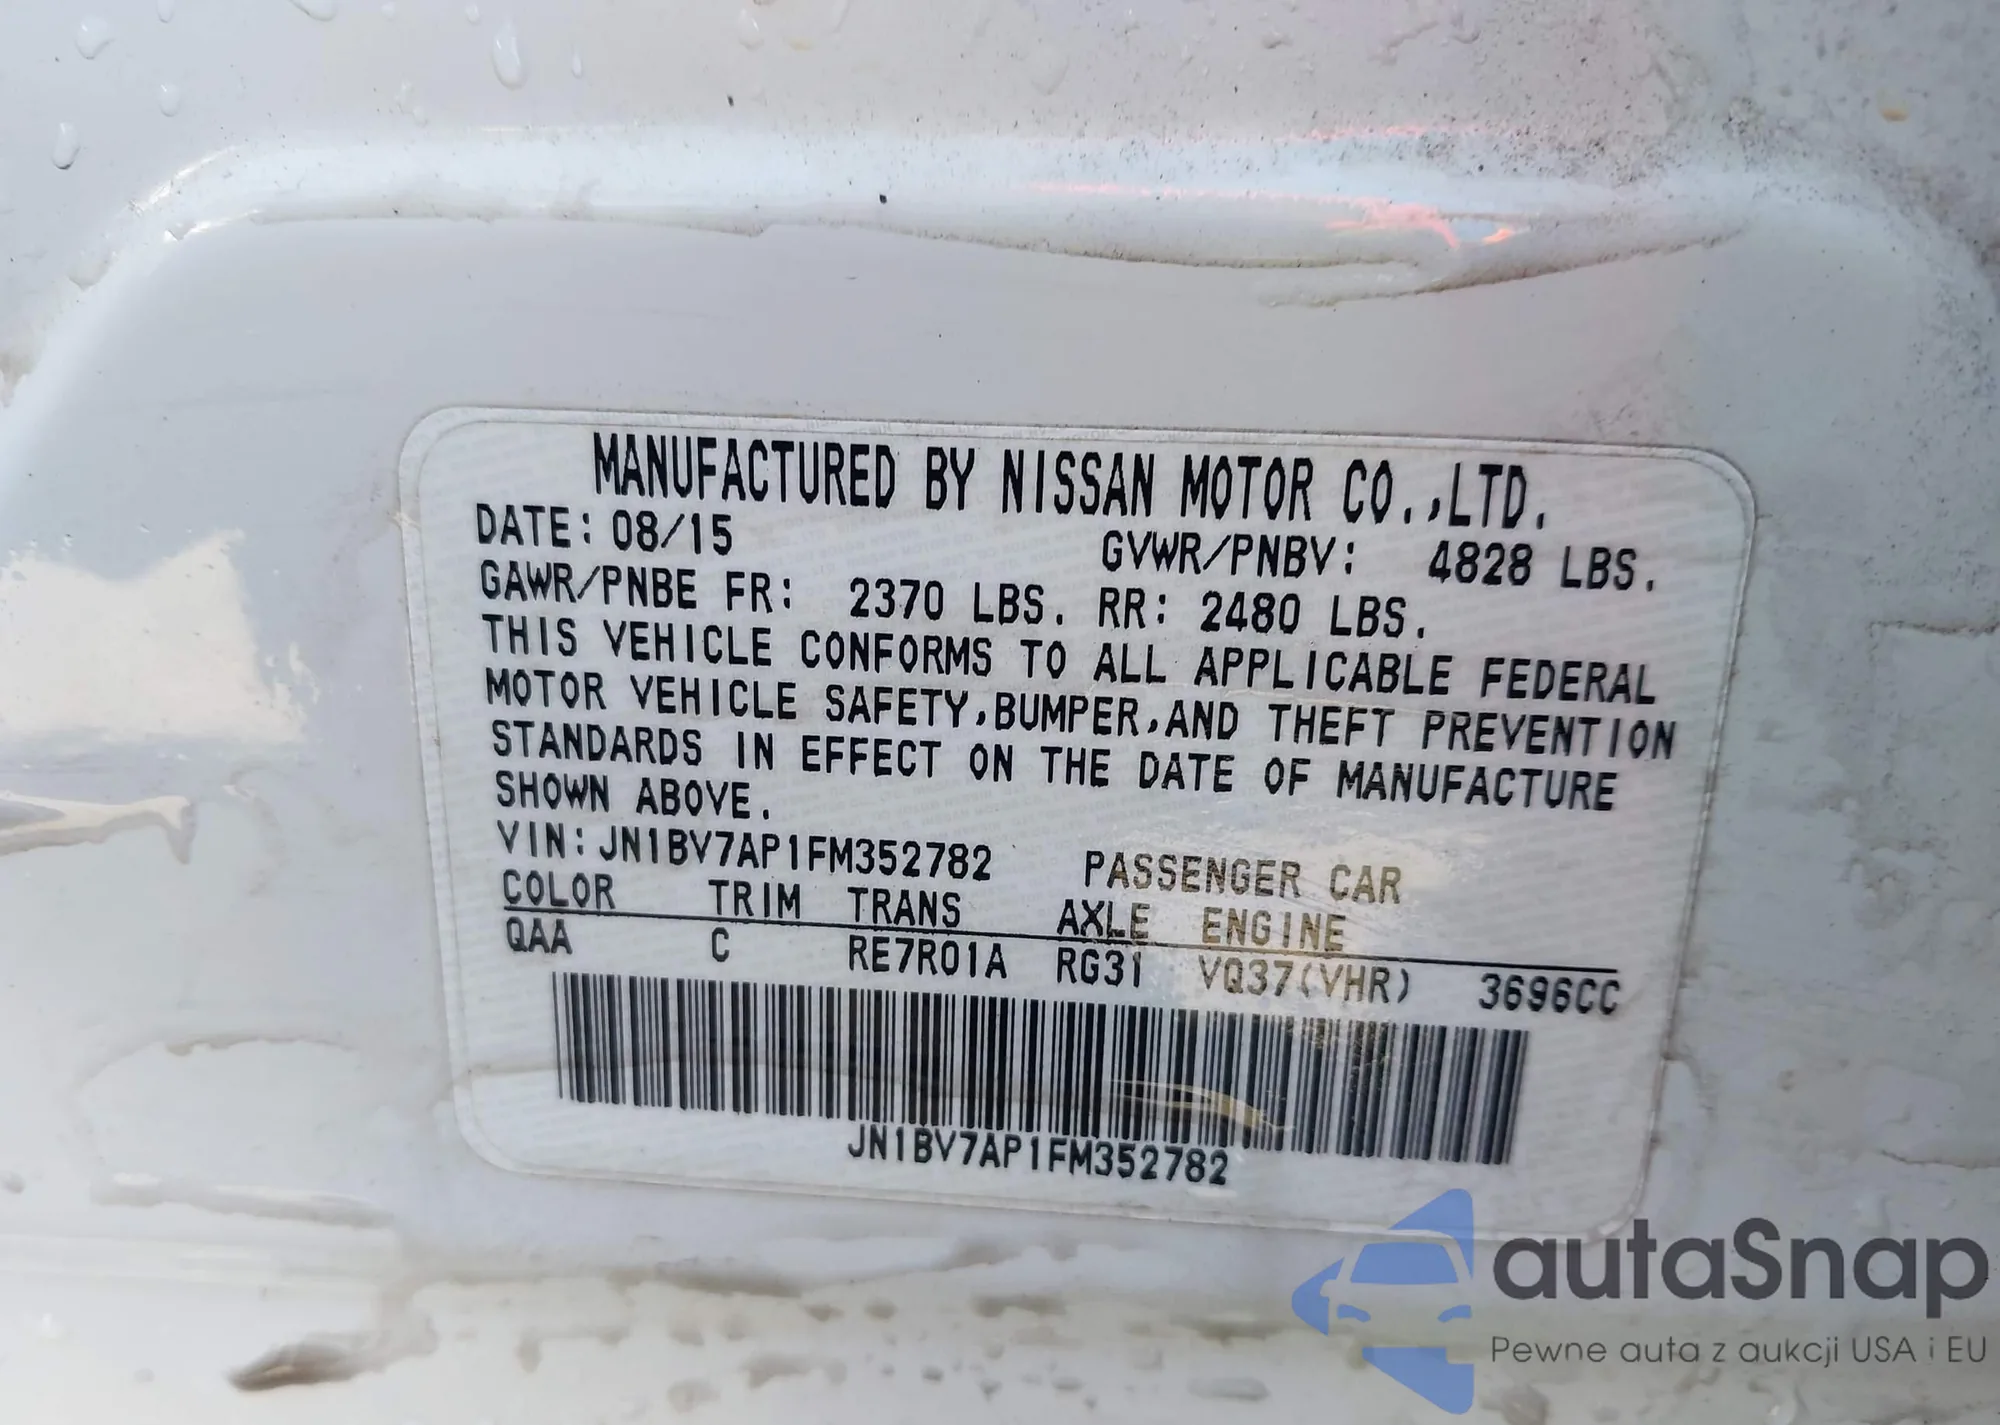 MANUFACTURED BY NISSAN MOTOR CO.,LTD.
DATE: 08/15 GVWR/PNBV: 4828 LBS.
GAWR/PNBE FR: 2370 LBS. RR: 2480 LBS.
THIS VEHICLE CONFORMS TO ALL APPLICABLE FEDERAL
MOTOR VEHICLE SAFETY,BUMPER,AND THEFT PREVENTION
STANDARDS IN EFFECT ON THE DATE OF MANUFACTURE
SHOWN ABOVE.
VIN:JN1BV7AP1FM352782 PASSENGER CAR
COLOR TRIM TRANS AXLE ENGINE
QAA C RE7R01A RG31 VQ37(VHR) 3696CC
JN1BV7AP1FM352782
autaSnap
Pewne auta z aukcji USA i EU